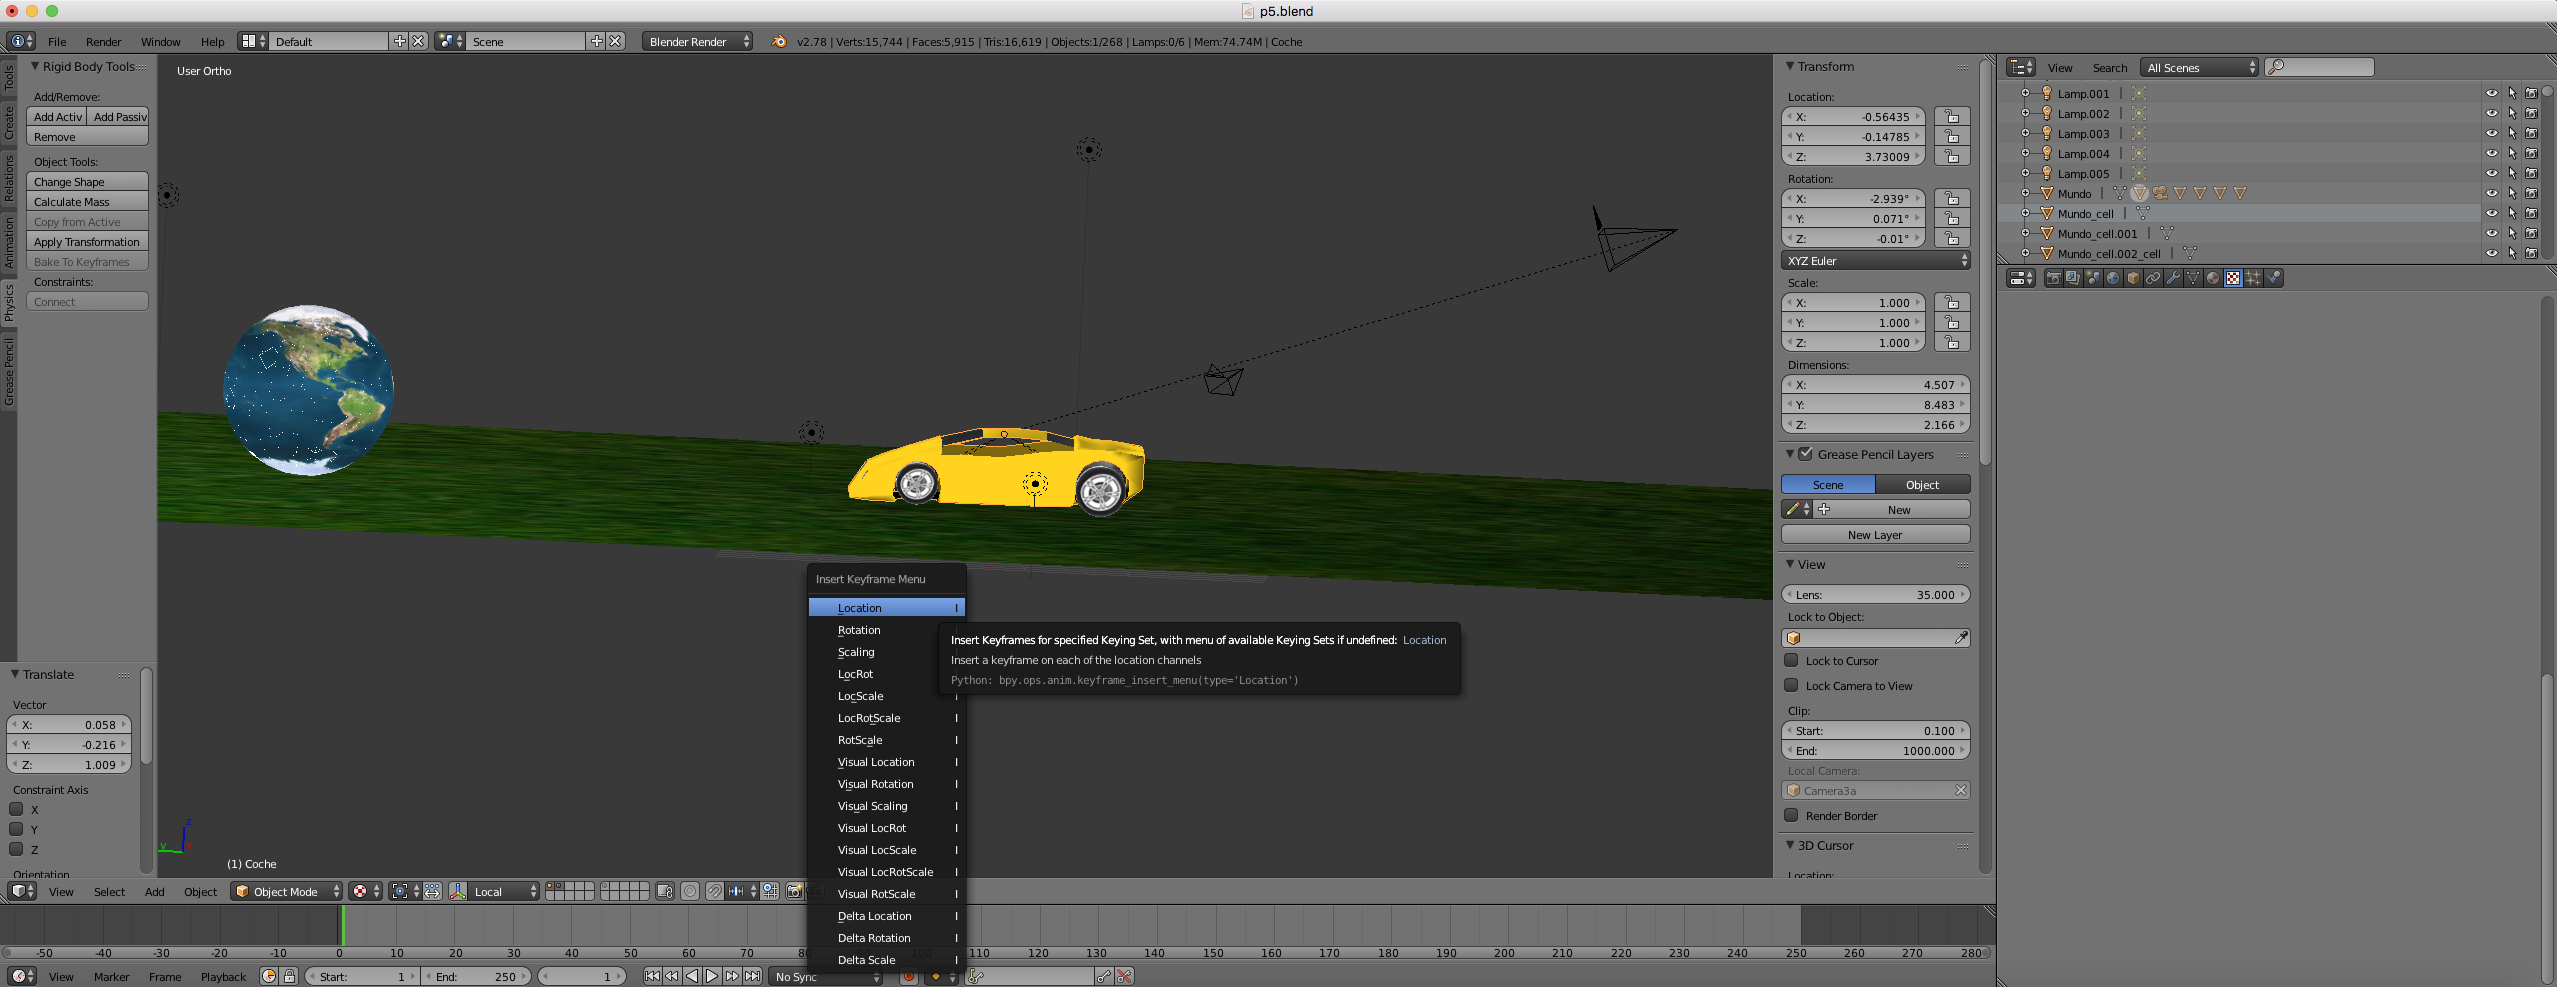 p5.blend
File Render Window Help Default Scene Blender Render v2.78 | Verts:15,744 | Faces:5,915 | Tris:16,619 | Objects:1/268 | Lamps:0/6 | Mem:74.74M | Coche
Tools
Create
Relations
Animation
Physics
Grease Pencil
Rigid Body Tools
Add/Remove:
Add Activ Add Passiv
Remove
Object Tools:
Change Shape
Calculate Mass
Copy from Active
Apply Transformation
Bake To Keyframes
Constraints:
Connect
Translate
Vector
X: 0.058
Y: -0.216
Z: 1.009
Constraint Axis
X
Y
Z
Orientation
User Ortho
z
y
(1) Coche
Insert Keyframe Menu
Location I
Rotation
Scaling
LocRot
LocScale I
LocRotScale I
RotScale I
Visual Location I
Visual Rotation I
Visual Scaling I
Visual LocRot I
Visual LocScale I
Visual LocRotScale I
Visual RotScale I
Delta Location I
Delta Rotation I
Delta Scale I
Insert Keyframes for specified Keying Set, with menu of available Keying Sets if undefined: Location
Insert a keyframe on each of the location channels
Python: bpy.ops.anim.keyframe_insert_menu(type='Location')
Transform
Location:
X: -0.56435
Y: -0.14785
Z: 3.73009
Rotation:
X: -2.939°
Y: 0.071°
Z: -0.01°
XYZ Euler
Scale:
X: 1.000
Y: 1.000
Z: 1.000
Dimensions:
X: 4.507
Y: 8.483
Z: 2.166
Grease Pencil Layers
Scene Object
New
New Layer
View
Lens: 35.000
Lock to Object:
Lock to Cursor
Lock Camera to View
Clip:
Start: 0.100
End: 1000.000
Local Camera:
Camera3a
Render Border
3D Cursor
Location:
View Search All Scenes
Lamp.001
Lamp.002
Lamp.003
Lamp.004
Lamp.005
Mundo
Mundo_cell
Mundo_cell.001
Mundo_cell.002_cell
View Select Add Object Object Mode Local
-50 -40 -30 -20 -10 0 10 20 30 40 50 60 70 100 110 120 130 140 150 160 170 180 190 200 210 220 230 240 250 260 270 280
View Marker Frame Playback Start: 1 End: 250 1 No Sync